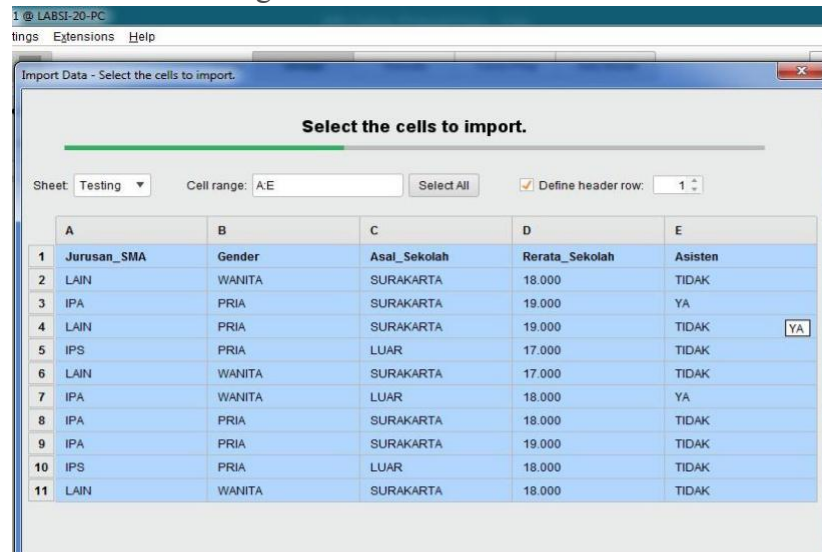 1 @ LABSI-20-PC
tings Extensions Help
Import Data - Select the cells to import.
Select the cells to import.
Sheet: Testing Cell range: A:E Select All Define header row: 1
A B C D E
1 Jurusan_SMA Gender Asal_Sekolah Rerata_Sekolah Asisten
2 LAIN WANITA SURAKARTA 18.000 TIDAK
3 IPA PRIA SURAKARTA 19.000 YA
4 LAIN PRIA SURAKARTA 19.000 TIDAK YA
5 IPS PRIA LUAR 17.000 TIDAK
6 LAIN WANITA SURAKARTA 17.000 TIDAK
7 IPA WANITA LUAR 18.000 YA
8 IPA PRIA SURAKARTA 18.000 TIDAK
9 IPA PRIA SURAKARTA 19.000 TIDAK
10 IPS PRIA LUAR 18.000 TIDAK
11 LAIN WANITA SURAKARTA 18.000 TIDAK